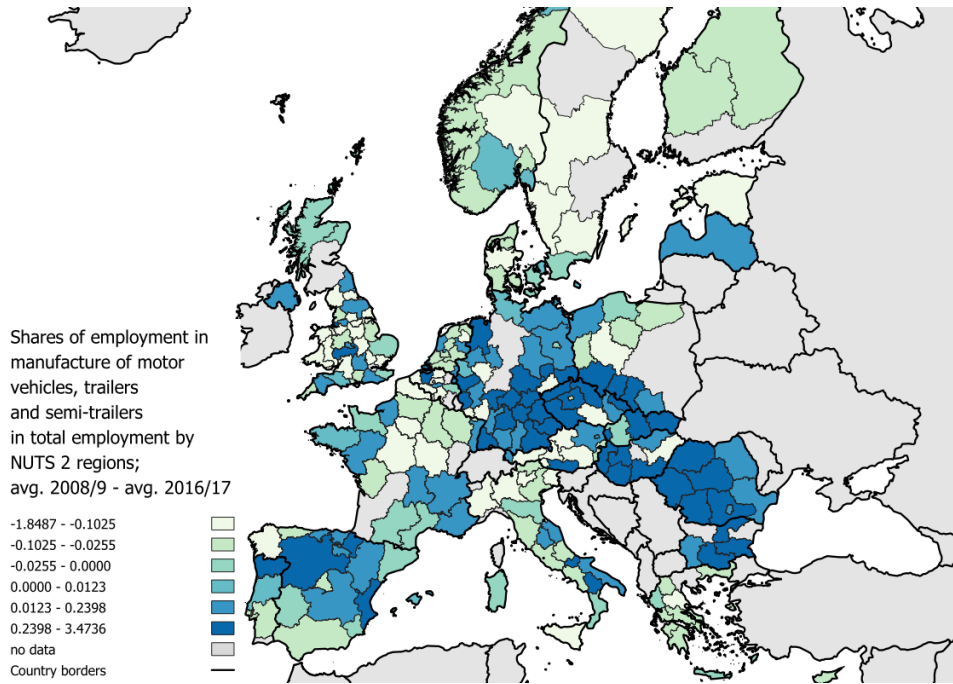 Shares of employment in
manufacture of motor
vehicles, trailers
and semi-trailers
in total employment by
NUTS 2 regions;
avg. 2008/9 - avg. 2016/17
-1.8487 - -0.1025
-0.1025 - -0.0255
-0.0255 - 0.0000
0.0000 - 0.0123
0.0123 - 0.2398
0.2398 - 3.4736
no data
Country borders